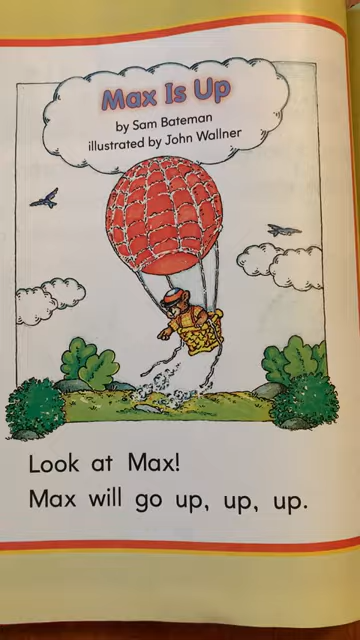 Max Is Up
by Sam Bateman
illustrated by John Wallner
Look at Max!
Max will go up, up, up.